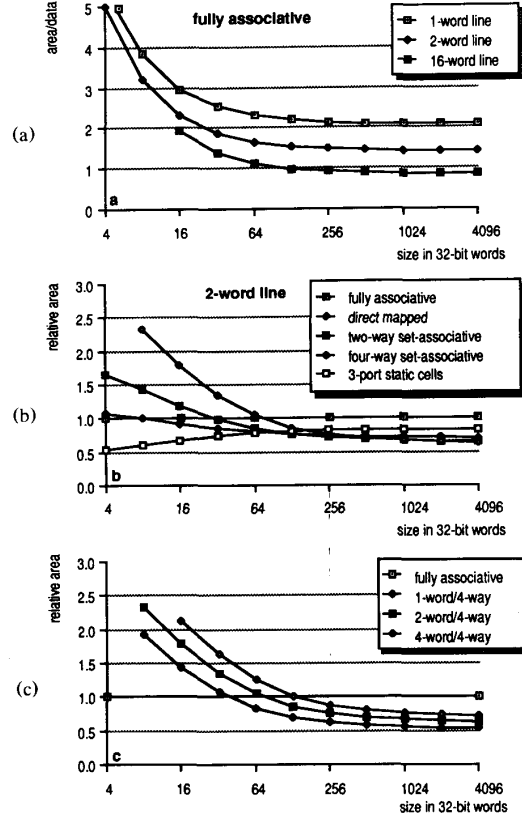 area/data
fully associative
1-word line
2-word line
16-word line
5
4
3
2
1
0
(a)
a
4
16
64
256
1024
4096
size in 32-bit words
relative area
2-word line
fully associative
direct mapped
two-way set-associative
four-way set-associative
3-port static cells
3.0
2.5
2.0
1.5
1.0
0.5
0.0
(b)
b
4
16
64
256
1024
4096
size in 32-bit words
relative area
fully associative
1-word/4-way
2-word/4-way
4-word/4-way
3.0
2.5
2.0
1.5
1.0
0.5
0.0
(c)
c
4
16
64
256
1024
4096
size in 32-bit words